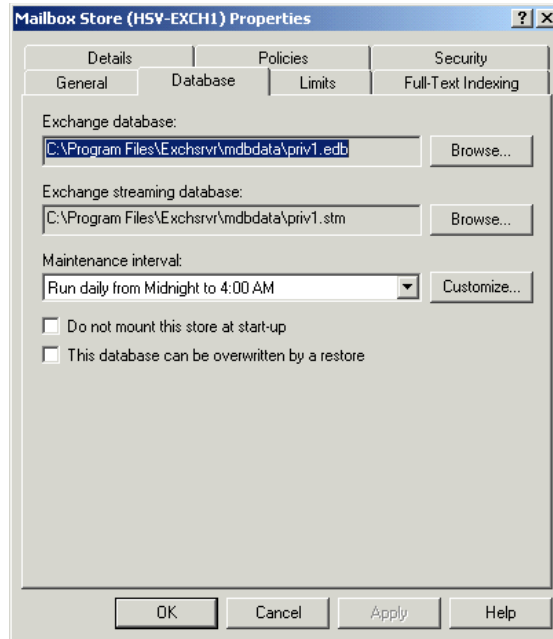 Mailbox Store (HSV-EXCH1) Properties
Details Policies Security
General Database Limits Full-Text Indexing
Exchange database:
C:\Program Files\Exchsrvr\mdbdata\priv1.edb Browse...
Exchange streaming database:
C:\Program Files\Exchsrvr\mdbdata\priv1.stm Browse...
Maintenance interval:
Run daily from Midnight to 4:00 AM Customize...
Do not mount this store at start-up
This database can be overwritten by a restore
OK Cancel Apply Help